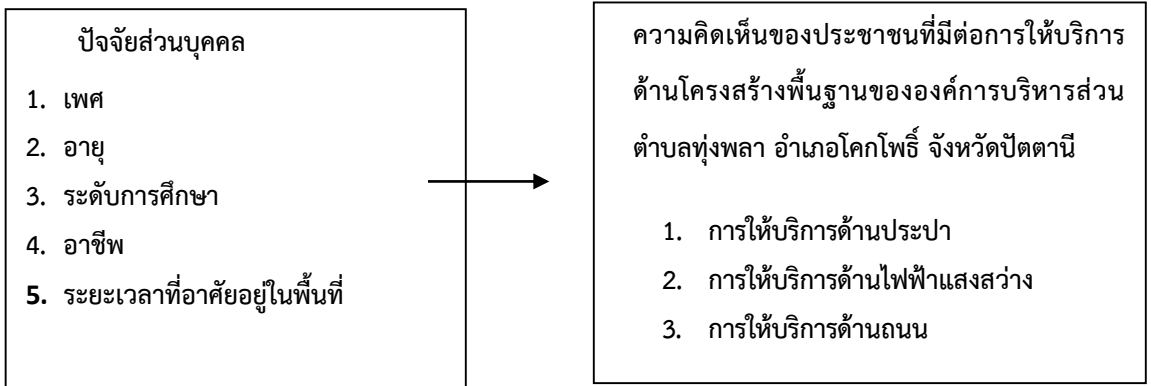 ปัจจัยส่วนบุคคล
1. เพศ
2. อายุ
3. ระดับการศึกษา
4. อาชีพ
5. ระยะเวลาที่อาศัยอยู่ในพื้นที่
ความคิดเห็นของประชาชนที่มีต่อการให้บริการ
ด้านโครงสร้างพื้นฐานขององค์การบริหารส่วน
ตำบลทุ่งพลา อำเภอโคกโพธิ์ จังหวัดปัตตานี
1. การให้บริการด้านประปา
2. การให้บริการด้านไฟฟ้าแสงสว่าง
3. การให้บริการด้านถนน